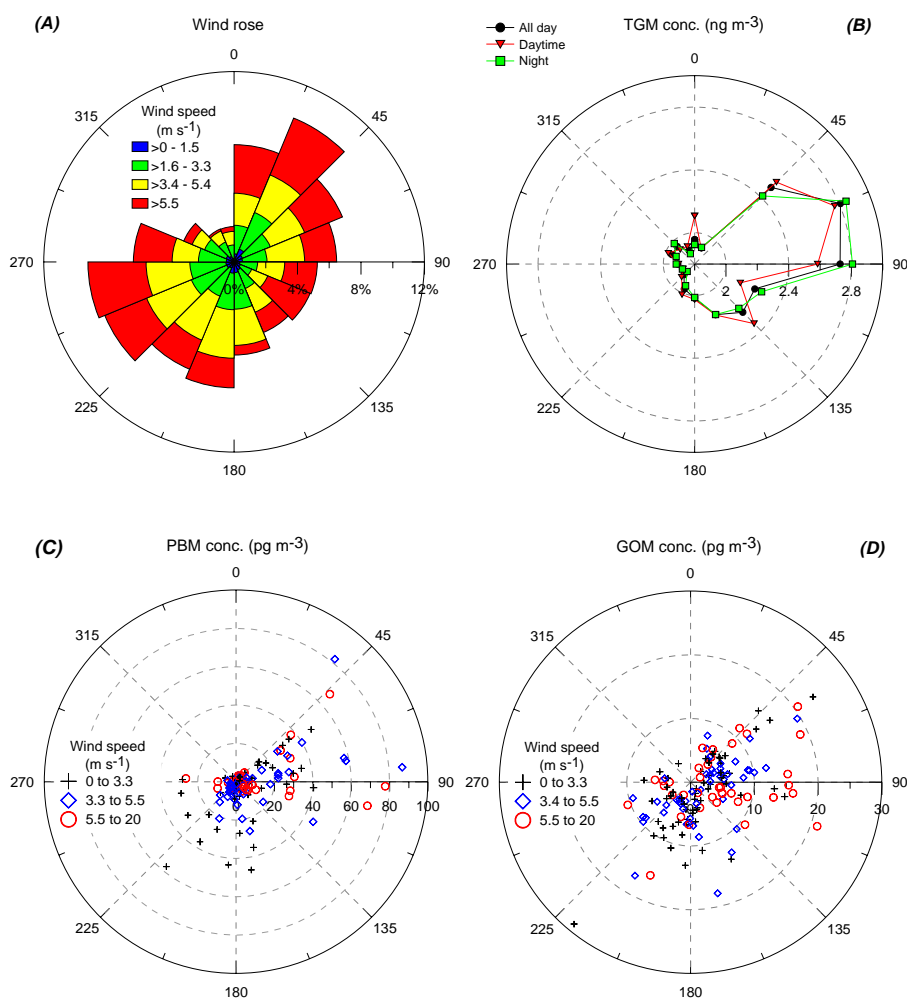 (A)
Wind rose
0
45
90
135
180
225
270
315
Wind speed
(m s-1)
>0 - 1.5
>1.6 - 3.3
>3.4 - 5.4
>5.5
0%
4%
8%
12%
All day
Daytime
Night
TGM conc. (ng m-3)
(B)
0
45
90
135
180
225
270
315
2
2.4
2.8
(C)
PBM conc. (pg m-3)
0
45
90
135
180
225
270
315
Wind speed
(m s-1)
0 to 3.3
3.3 to 5.5
5.5 to 20
20
40
60
80
100
GOM conc. (pg m-3)
(D)
0
45
90
135
180
225
270
315
Wind speed
(m s-1)
0 to 3.3
3.4 to 5.5
5.5 to 20
0
10
20
30